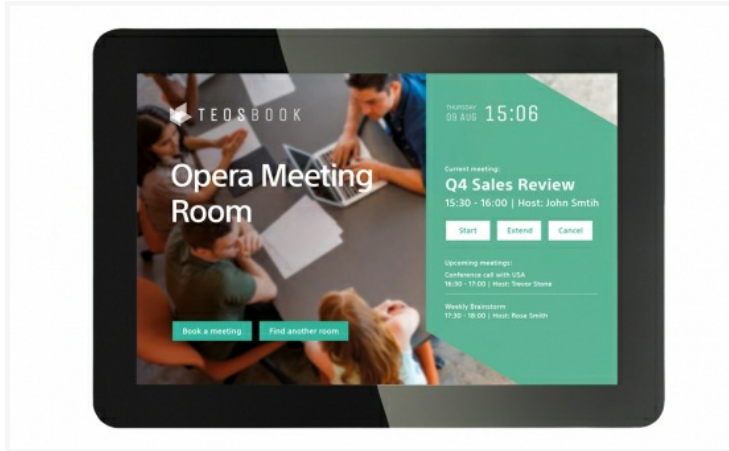 TEOSBOOK
Opera Meeting
Room
Book a meeting
Find another room
THURSDAY
08 AUG
15:06
Current meeting:
Q4 Sales Review
15:30 - 16:00 | Host: John Smtih
Start
Extend
Cancel
Upcoming meetings:
Conference call with USA
16:30 - 17:00 | Host: Trevor Stone
Weekly Brainstorm
17:30 - 18:00 | Host: Rosa Smith